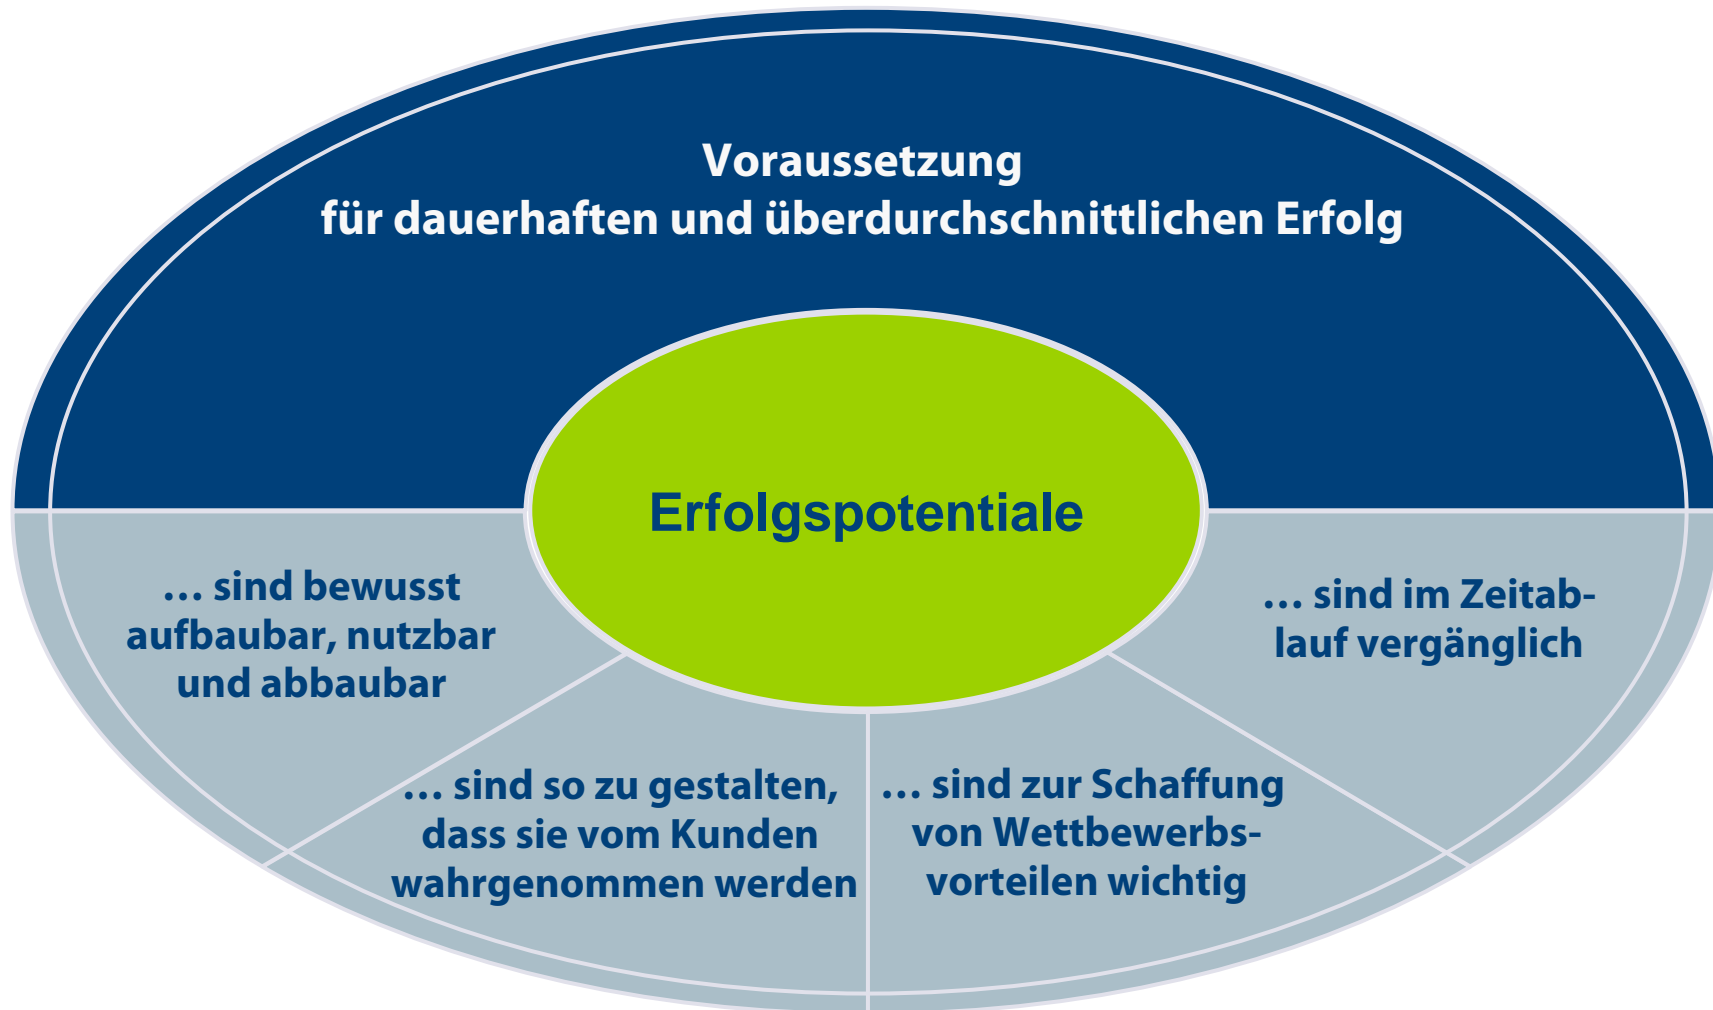 Voraussetzung
für dauerhaften und überdurchschnittlichen Erfolg
Erfolgspotentiale
… sind bewusst
aufbaubar, nutzbar
und abbaubar
… sind so zu gestalten,
dass sie vom Kunden
wahrgenommen werden
… sind zur Schaffung
von Wettbewerbs-
vorteilen wichtig
… sind im Zeitab-
lauf vergänglich